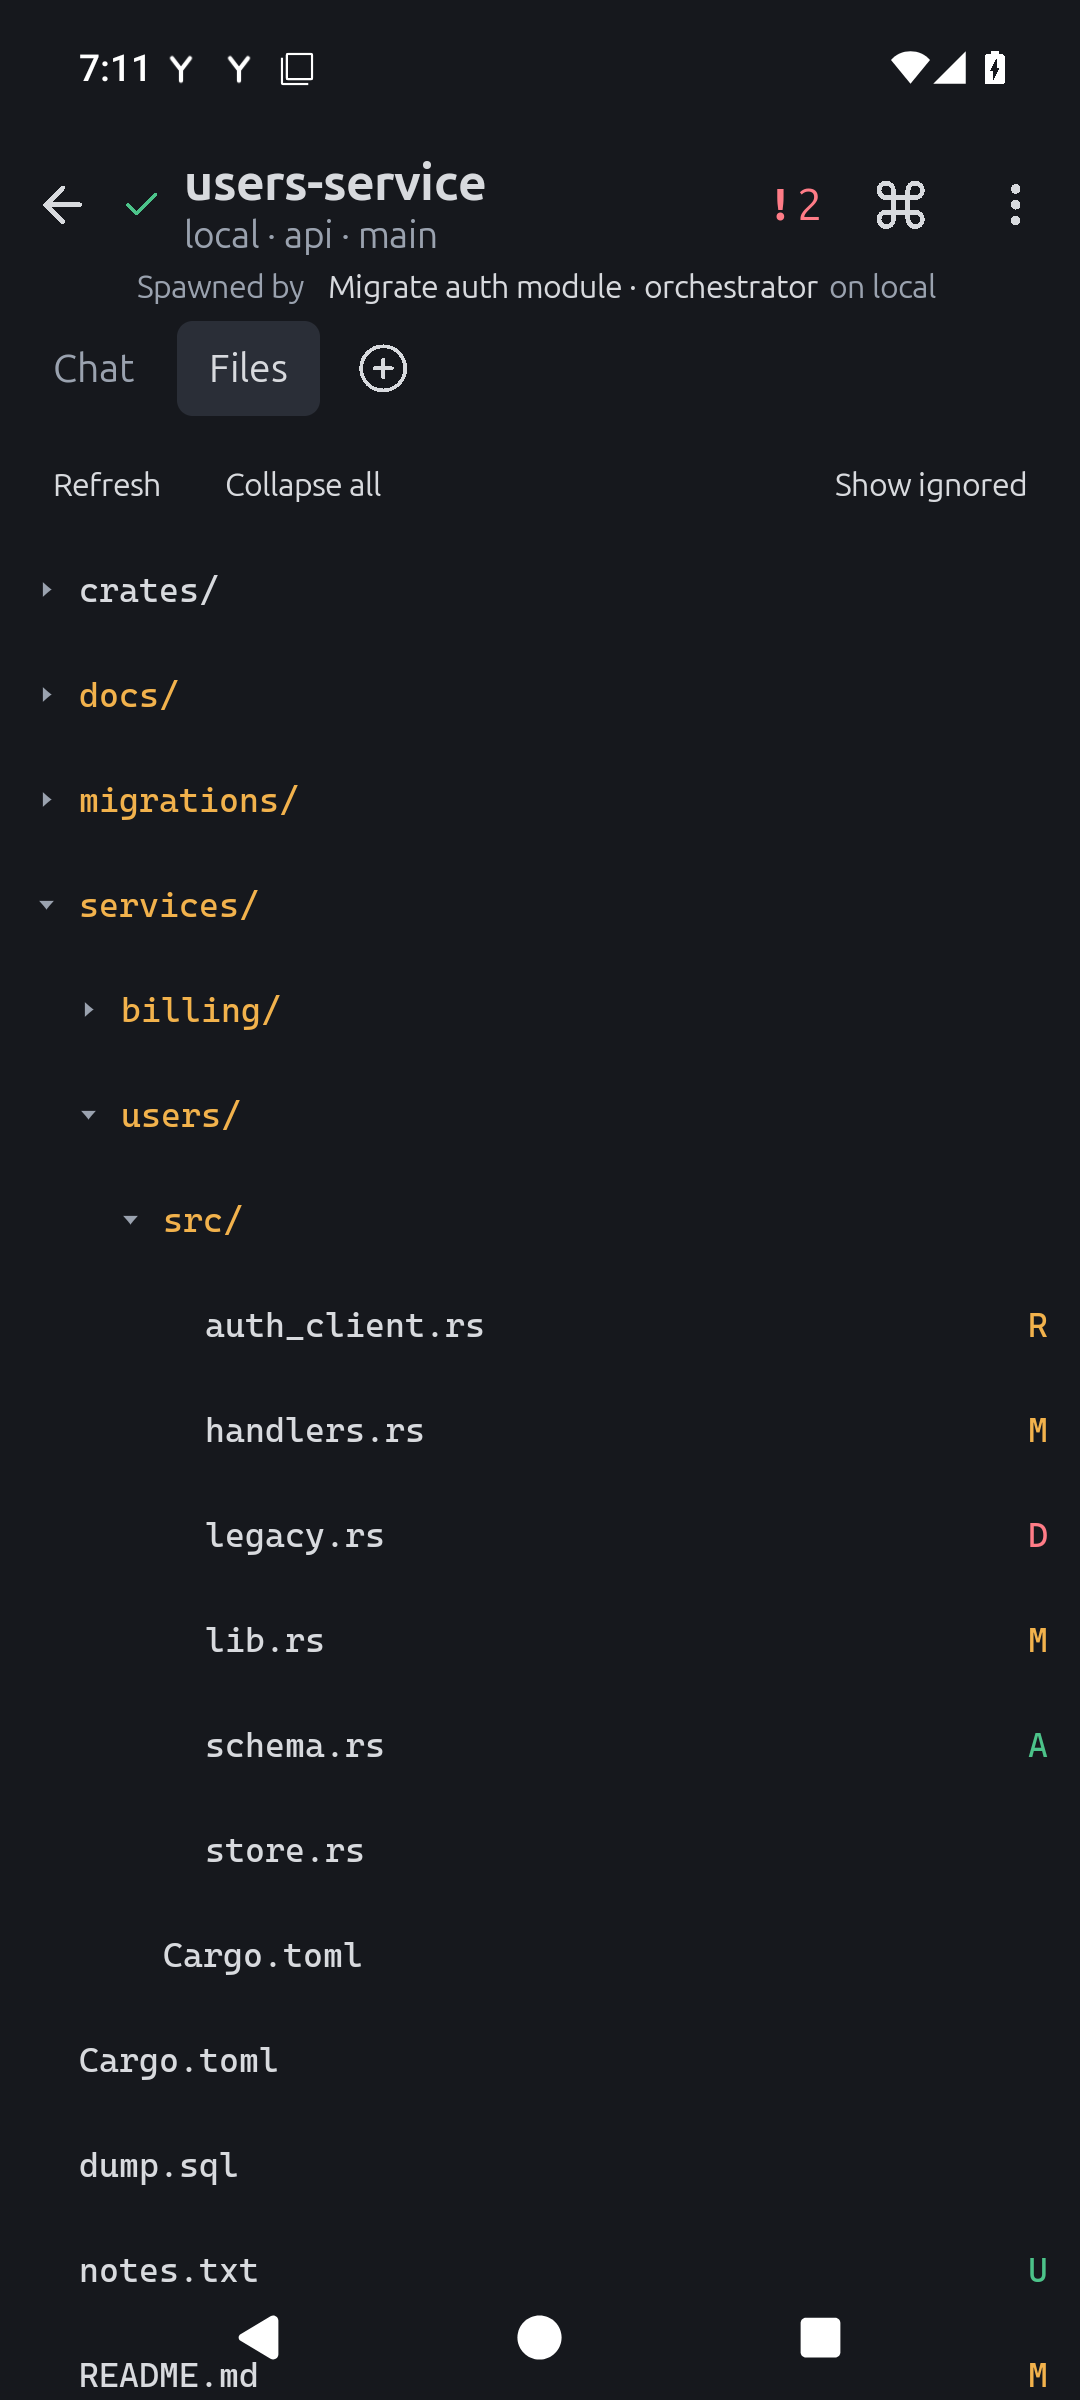 7:11
users-service
! 2
local · api · main
Spawned by Migrate auth module · orchestrator on local
Chat Files
Refresh Collapse all Show ignored
crates/
docs/
migrations/
services/
billing/
users/
src/
auth_client.rs R
handlers.rs M
legacy.rs D
lib.rs M
schema.rs A
store.rs
Cargo.toml
Cargo.toml
dump.sql
notes.txt U
README.md M